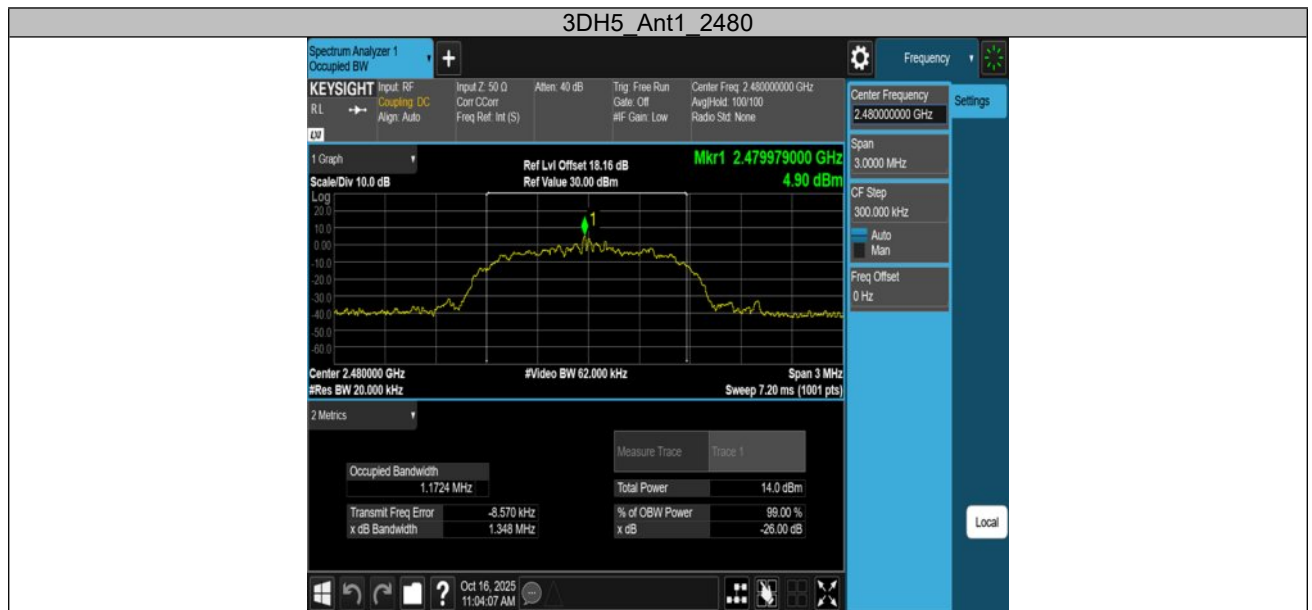 3DH5_Ant1_2480
Spectrum Analyzer 1
Occupied BW
+
Frequency
KEYSIGHT Input: RF Input Z: 50 Ω Atten: 40 dB Trig: Free Run Center Freq: 2.480000000 GHz
RL Coupling: DC Corr CCorr Gate: Off Avg|Hold: 100/100
Align: Auto Freq Ref: Int (S) #IF Gain: Low Radio Std: None
LXI
Center Frequency
2.480000000 GHz
Settings
Span
3.0000 MHz
CF Step
300.000 kHz
Auto
Man
Freq Offset
0 Hz
Local
1 Graph
Ref Lvl Offset 18.16 dB Mkr1 2.479979000 GHz
Scale/Div 10.0 dB Ref Value 30.00 dBm 4.90 dBm
Log
20.0
10.0
0.00
-10.0
-20.0
-30.0
-40.0
-50.0
-60.0
1
Center 2.480000 GHz #Video BW 62.000 kHz Span 3 MHz
#Res BW 20.000 kHz Sweep 7.20 ms (1001 pts)
2 Metrics
Measure Trace Trace 1
Occupied Bandwidth
1.1724 MHz Total Power 14.0 dBm
Transmit Freq Error -8.570 kHz % of OBW Power 99.00 %
x dB Bandwidth 1.348 MHz x dB -26.00 dB
? Oct 16, 2025
11:04:07 AM